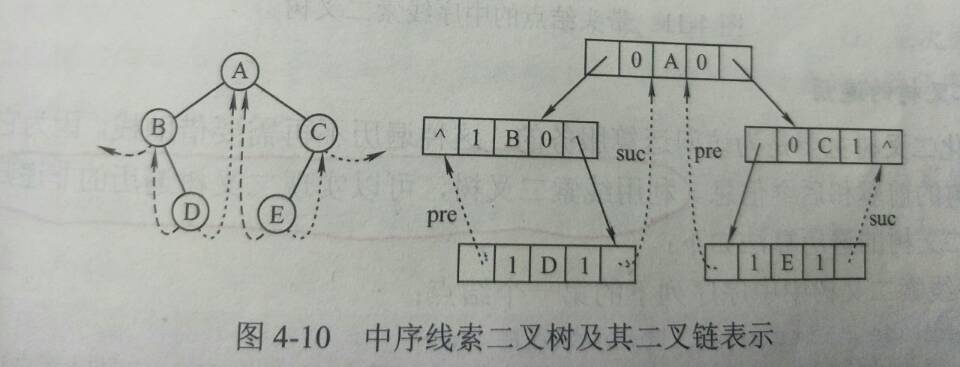 A
B
C
D
E
0 A 0
^ 1 B 0
0 C 1 ^
suc
pre
pre
suc
1 D 1
1 E 1
图 4-10 中序线索二叉树及其二叉链表示